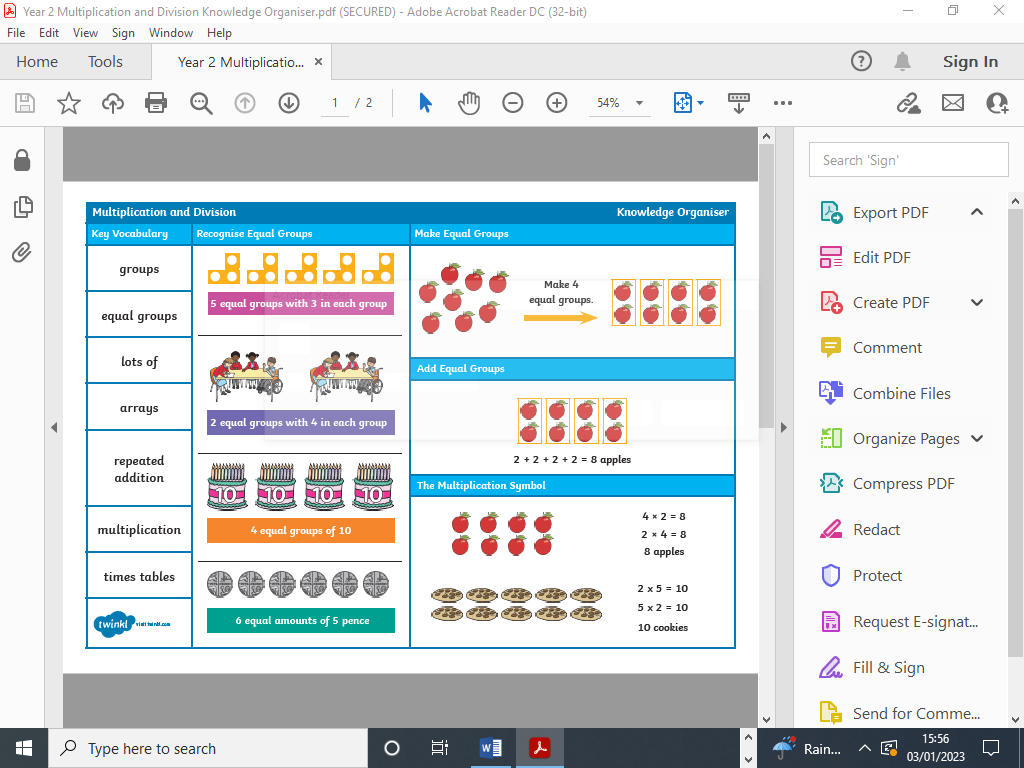 Year 2 Multiplication and Division Knowledge Organiser.pdf (SECURED) - Adobe Acrobat Reader DC (32-bit)
File Edit View Sign Window Help
Home Tools Year 2 Multiplicatio... × Sign In
1 / 2 54%
Search 'Sign'
Export PDF
Edit PDF
Create PDF
Comment
Combine Files
Organize Pages
Compress PDF
Redact
Protect
Request E-signat...
Fill & Sign
Send for Comme...
Multiplication and Division Knowledge Organiser
Key Vocabulary
groups
equal groups
lots of
arrays
repeated
addition
multiplication
times tables
twinkl visit twinkl.com
Recognise Equal Groups
5 equal groups with 3 in each group
2 equal groups with 4 in each group
10 10 10 10
4 equal groups of 10
6 equal amounts of 5 pence
Make Equal Groups
Make 4
equal groups.
Add Equal Groups
2 + 2 + 2 + 2 = 8 apples
The Multiplication Symbol
4 × 2 = 8
2 × 4 = 8
8 apples
2 x 5 = 10
5 x 2 = 10
10 cookies
Type here to search
Rain...
15:56
03/01/2023